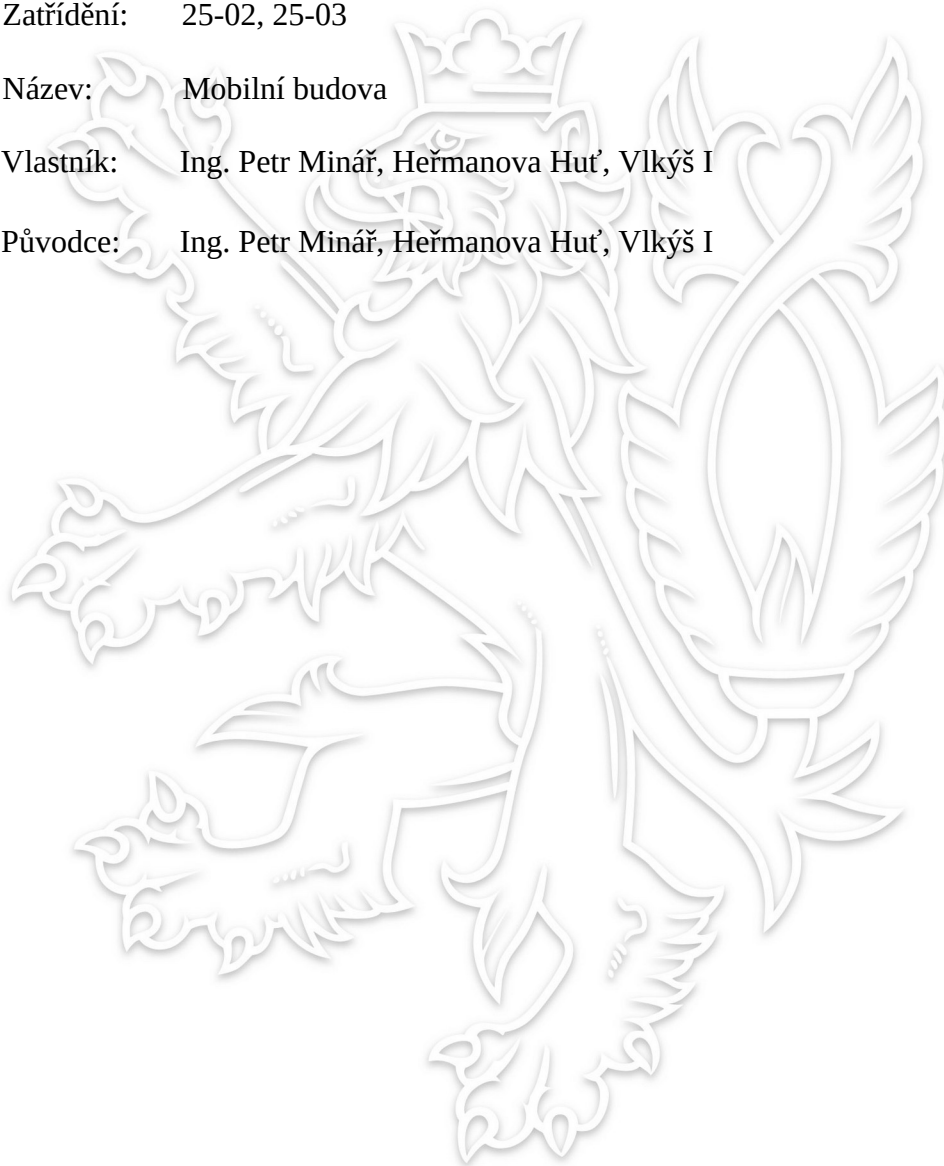 Zatřídění: 25-02, 25-03
Název: Mobilní budova
Vlastník: Ing. Petr Minář, Heřmanova Huť, Vlkýš I
Původce: Ing. Petr Minář, Heřmanova Huť, Vlkýš I